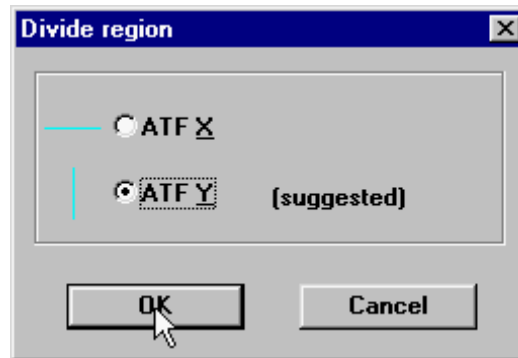 Divide region
ATF X
ATF Y (suggested)
OK Cancel